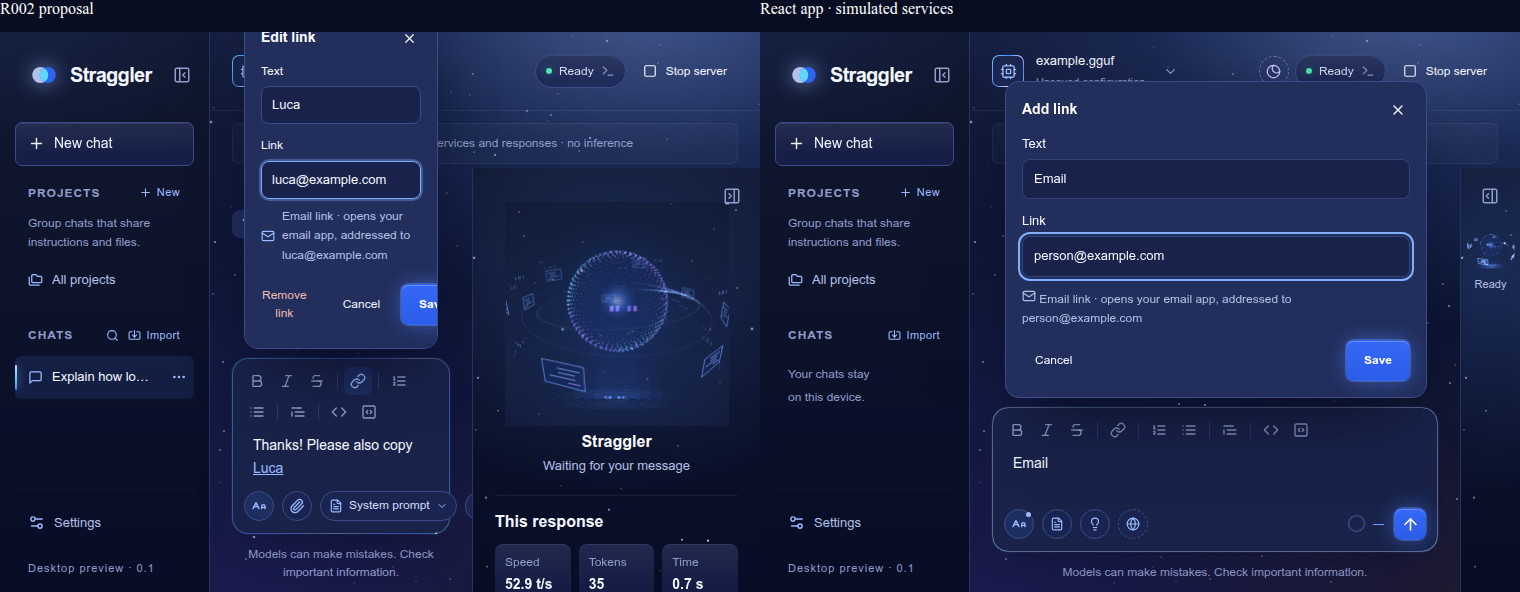 R002 proposal
Straggler
New chat
PROJECTS
New
Group chats that share
instructions and files.
All projects
CHATS
Import
Explain how lo…
Settings
Desktop preview · 0.1
Edit link
Text
Luca
Link
luca@example.com
Email link · opens your
email app, addressed to
luca@example.com
Remove
link
Cancel
Ready
Stop server
ervices and responses · no inference
Thanks! Please also copy
Luca
System prompt
Models can make mistakes. Check
important information.
Straggler
Waiting for your message
This response
Speed
52.9 t/s
Tokens
35
Time
0.7 s
React app · simulated services
Straggler
New chat
PROJECTS
New
Group chats that share
instructions and files.
All projects
CHATS
Import
Your chats stay
on this device.
Settings
Desktop preview · 0.1
example.gguf
Ready
Stop server
Add link
Text
Email
Link
person@example.com
Email link · opens your email app, addressed to
person@example.com
Cancel
Save
Ready
Email
Models can make mistakes. Check important information.